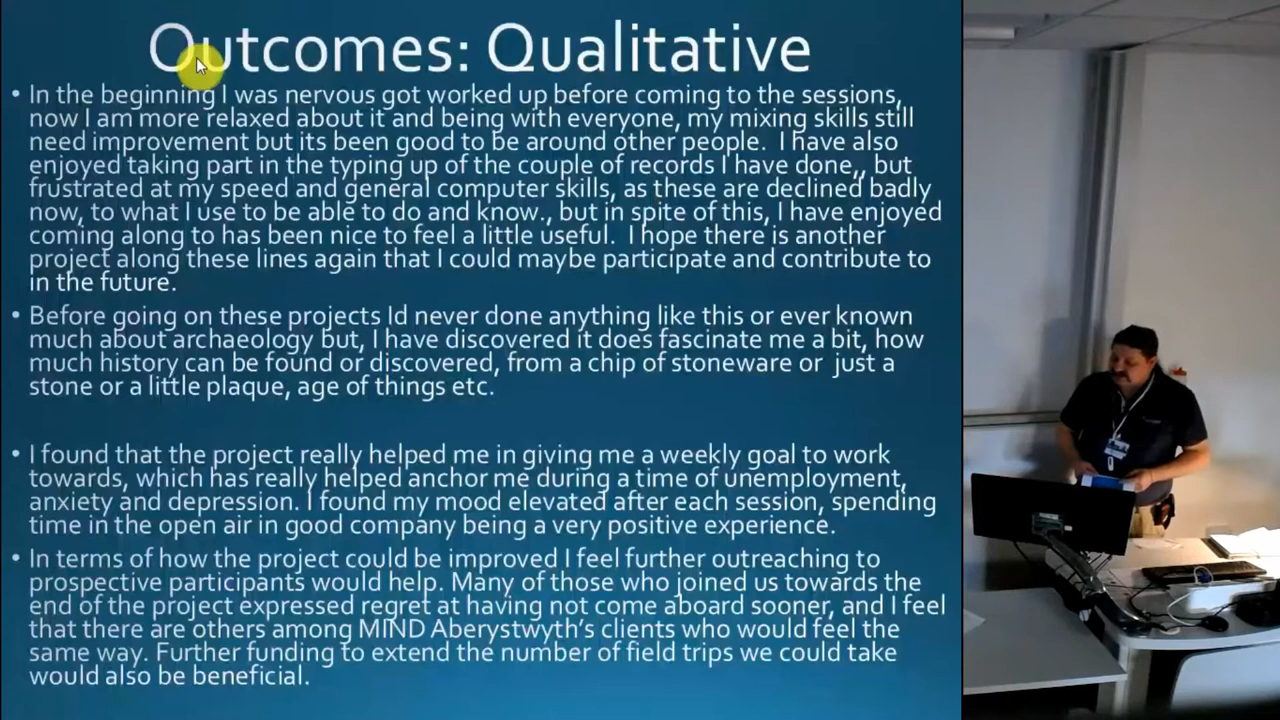 Outcomes: Qualitative
• In the beginning I was nervous got worked up before coming to the sessions,
now I am more relaxed about it and being with everyone, my mixing skills still
need improvement but its been good to be around other people. I have also
enjoyed taking part in the typing up of the couple of records I have done,, but
frustrated at my speed and general computer skills, as these are declined badly
now, to what I use to be able to do and know., but in spite of this, I have enjoyed
coming along to has been nice to feel a little useful. I hope there is another
project along these lines again that I could maybe participate and contribute to
in the future.
• Before going on these projects Id never done anything like this or ever known
much about archaeology but, I have discovered it does fascinate me a bit, how
much history can be found or discovered, from a chip of stoneware or just a
stone or a little plaque, age of things etc.
• I found that the project really helped me in giving me a weekly goal to work
towards, which has really helped anchor me during a time of unemployment,
anxiety and depression. I found my mood elevated after each session, spending
time in the open air in good company being a very positive experience.
• In terms of how the project could be improved I feel further outreaching to
prospective participants would help. Many of those who joined us towards the
end of the project expressed regret at having not come aboard sooner, and I feel
that there are others among MIND Aberystwyth's clients who would feel the
same way. Further funding to extend the number of field trips we could take
would also be beneficial.